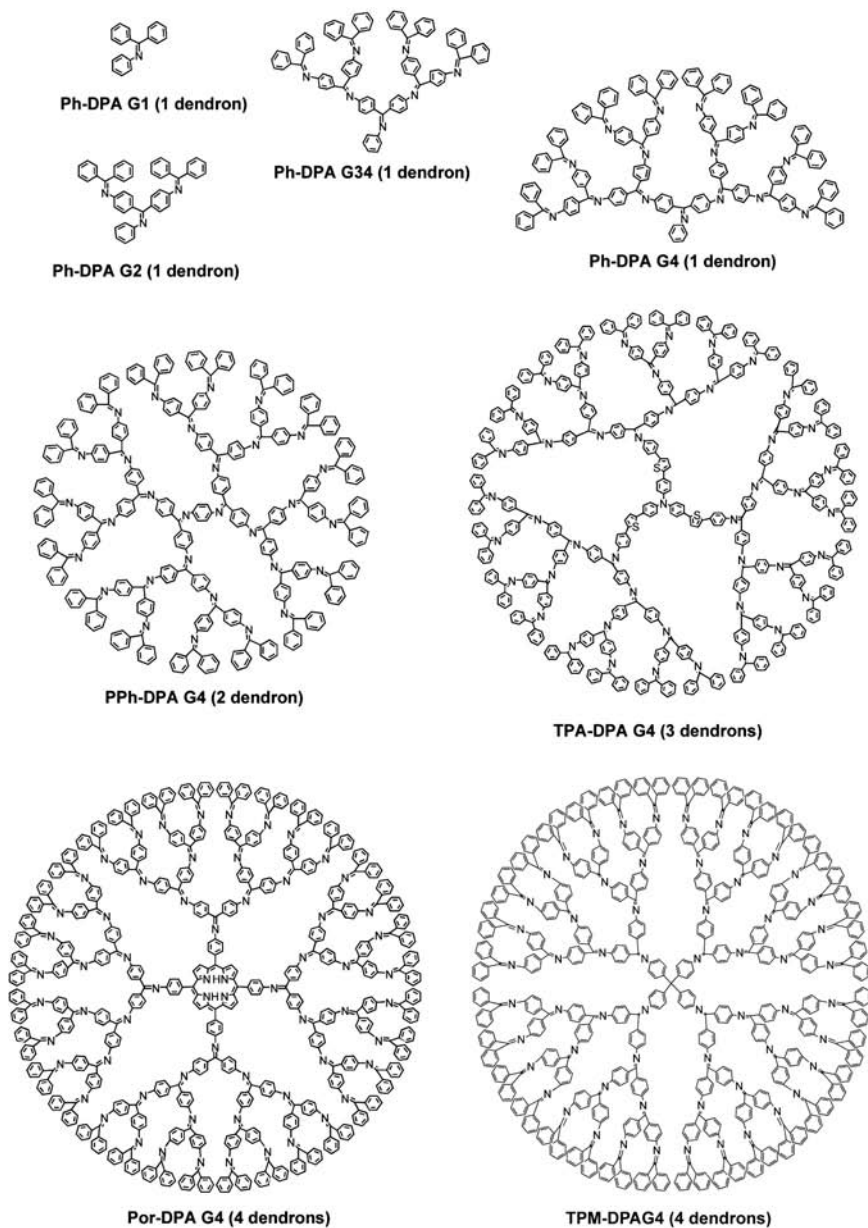 Ph-DPA G1 (1 dendron)
Ph-DPA G34 (1 dendron)
Ph-DPA G2 (1 dendron)
Ph-DPA G4 (1 dendron)
PPh-DPA G4 (2 dendron)
TPA-DPA G4 (3 dendrons)
Por-DPA G4 (4 dendrons)
TPM-DPAG4 (4 dendrons)